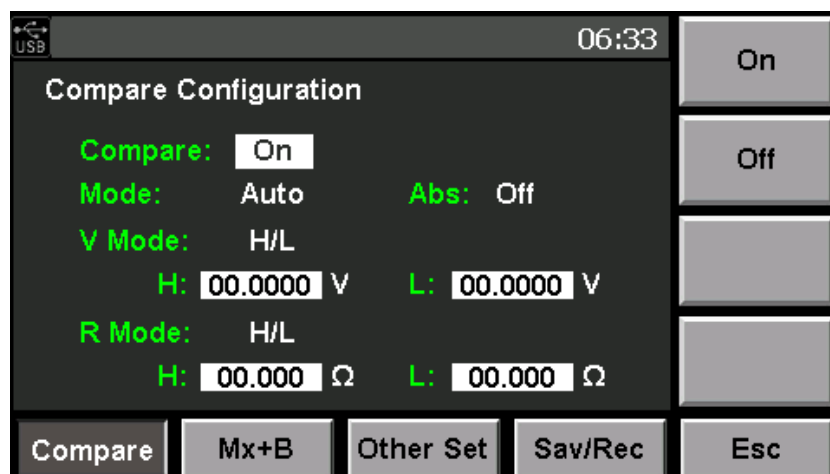 USB 06:33
Compare Configuration
Compare: On
Mode: Auto Abs: Off
V Mode: H/L
H: 00.0000 V L: 00.0000 V
R Mode: H/L
H: 00.000 Ω L: 00.000 Ω
On
Off
Compare Mx+B Other Set Sav/Rec Esc